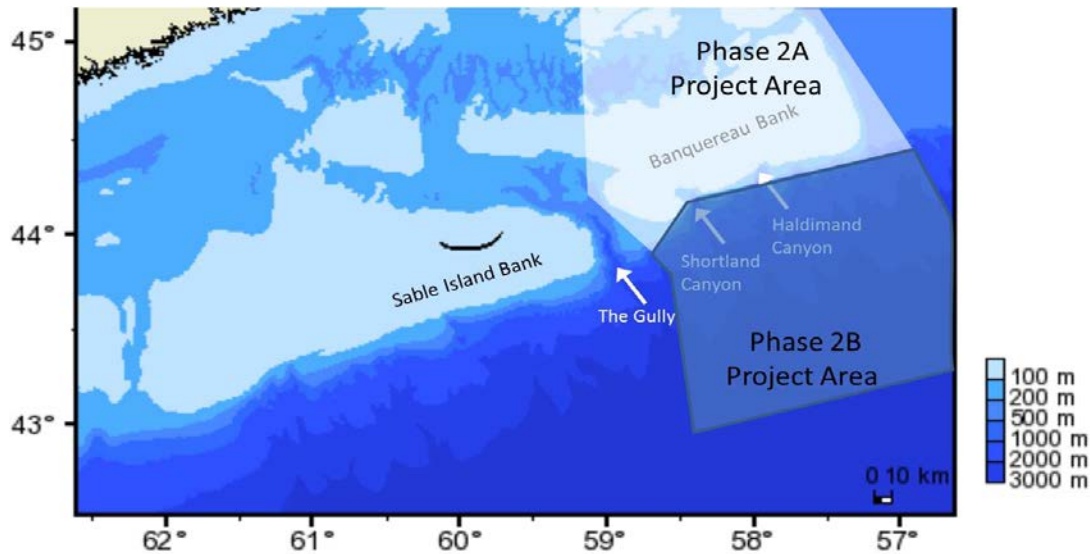 45°
Phase 2A
Project Area
Banquereau Bank
44°
Haldimand
Canyon
Shortland
Canyon
Sable Island Bank
The Gully
Phase 2B
Project Area
43°
100 m
200 m
500 m
1000 m
2000 m
3000 m
0 10 km
62° 61° 60° 59° 58° 57°